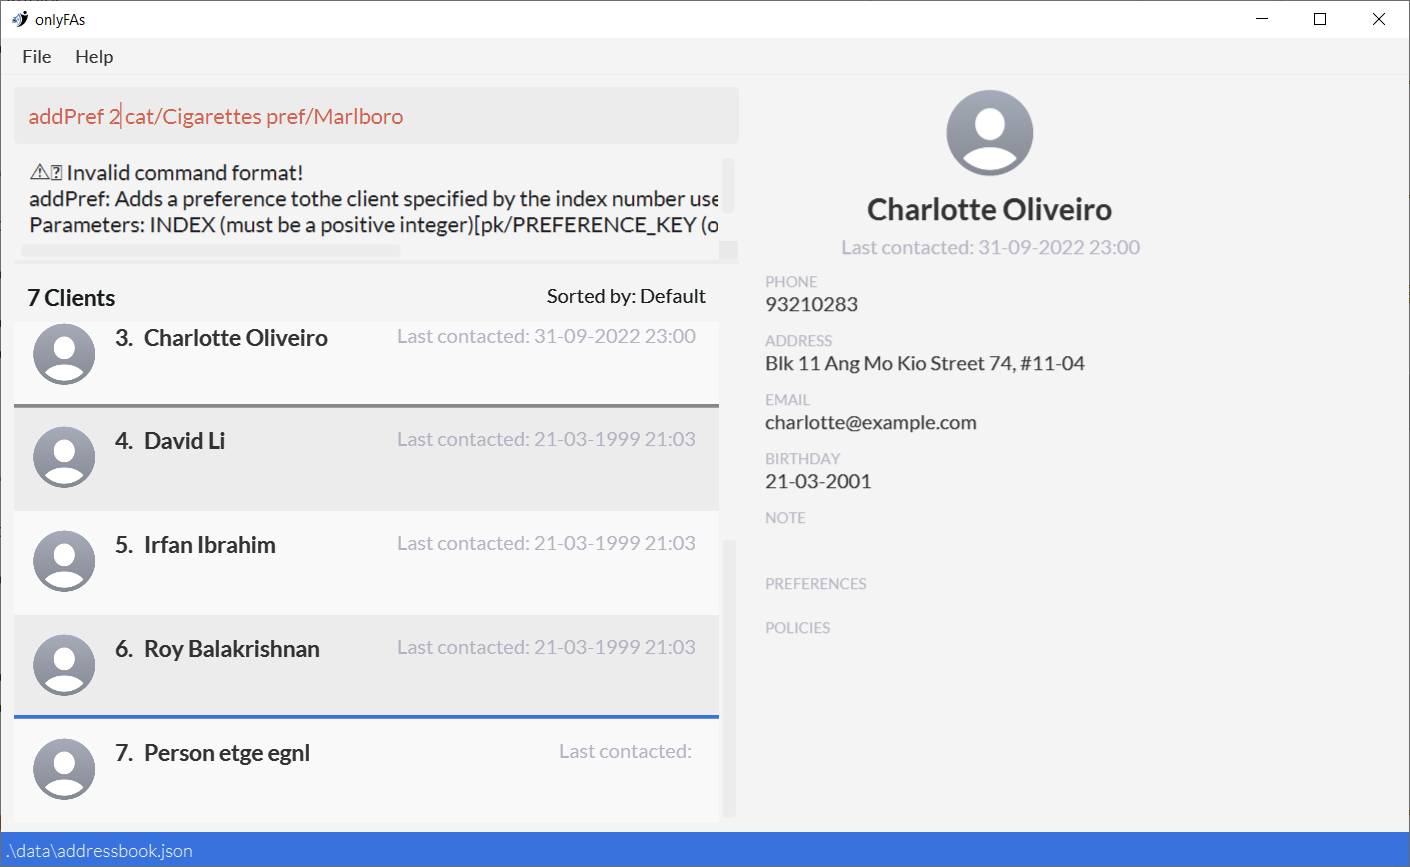 onlyFAs
File Help
addPref 2 cat/Cigarettes pref/Marlboro
⚠ Invalid command format!
addPref: Adds a preference tothe client specified by the index number use
Parameters: INDEX (must be a positive integer)[pk/PREFERENCE_KEY (o
7 Clients Sorted by: Default
3. Charlotte Oliveiro Last contacted: 31-09-2022 23:00
4. David Li Last contacted: 21-03-1999 21:03
5. Irfan Ibrahim Last contacted: 21-03-1999 21:03
6. Roy Balakrishnan Last contacted: 21-03-1999 21:03
7. Person etge egnl Last contacted:
Charlotte Oliveiro
Last contacted: 31-09-2022 23:00
PHONE
93210283
ADDRESS
Blk 11 Ang Mo Kio Street 74, #11-04
EMAIL
charlotte@example.com
BIRTHDAY
21-03-2001
NOTE
PREFERENCES
POLICIES
.\data\addressbook.json